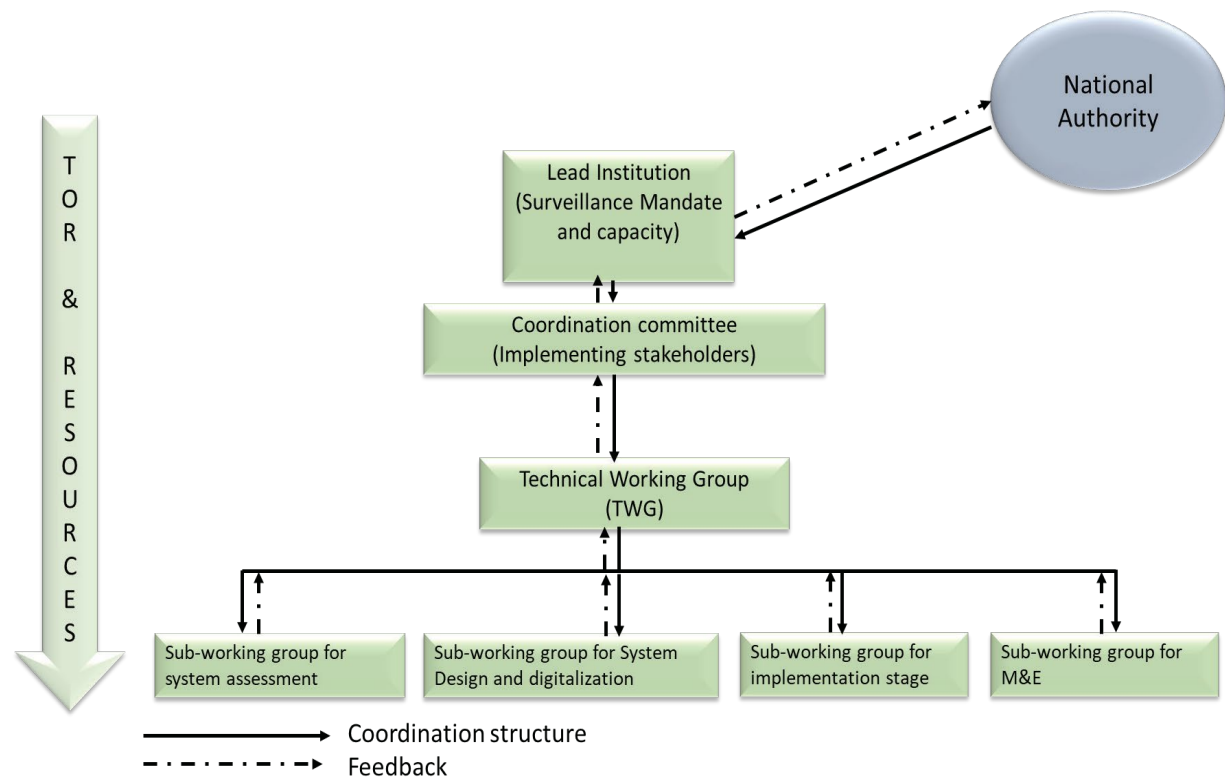 National
Authority
TOR & RESOURCES
Lead Institution
(Surveillance Mandate
and capacity)
Coordination committee
(Implementing stakeholders)
Technical Working Group
(TWG)
Sub-working group for
system assessment
Sub-working group for System
Design and digitalization
Sub-working group for
implementation stage
Sub-working group for
M&E
Coordination structure
Feedback